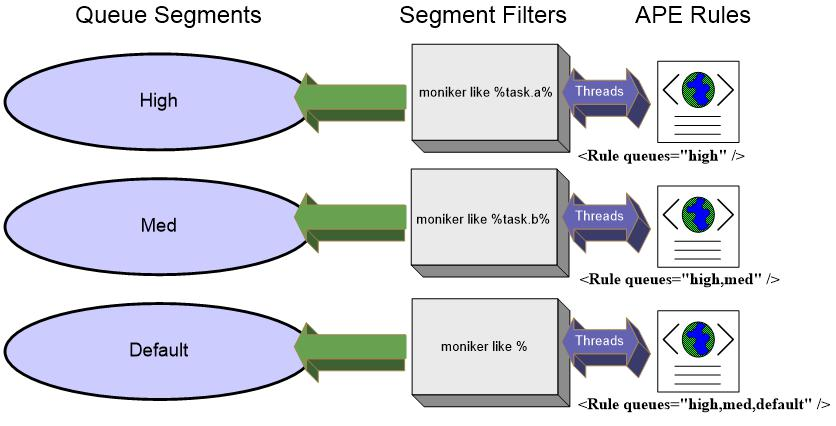 Queue Segments Segment Filters APE Rules
High moniker like %task.a% Threads
<Rule queues="high" />
Med moniker like %task.b% Threads
<Rule queues="high,med" />
Default moniker like % Threads
<Rule queues="high,med,default" />